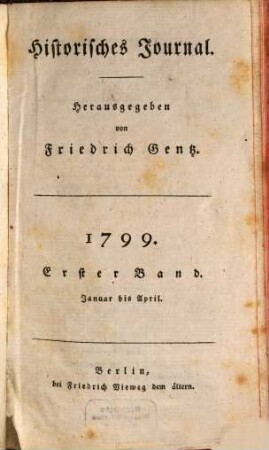 Historisches Journal.
Herausgegeben
von
Friedrich Gentz.
1799.
Erster Band.
Januar bis April.
Berlin,
bei Friedrich Vieweg dem ältern.